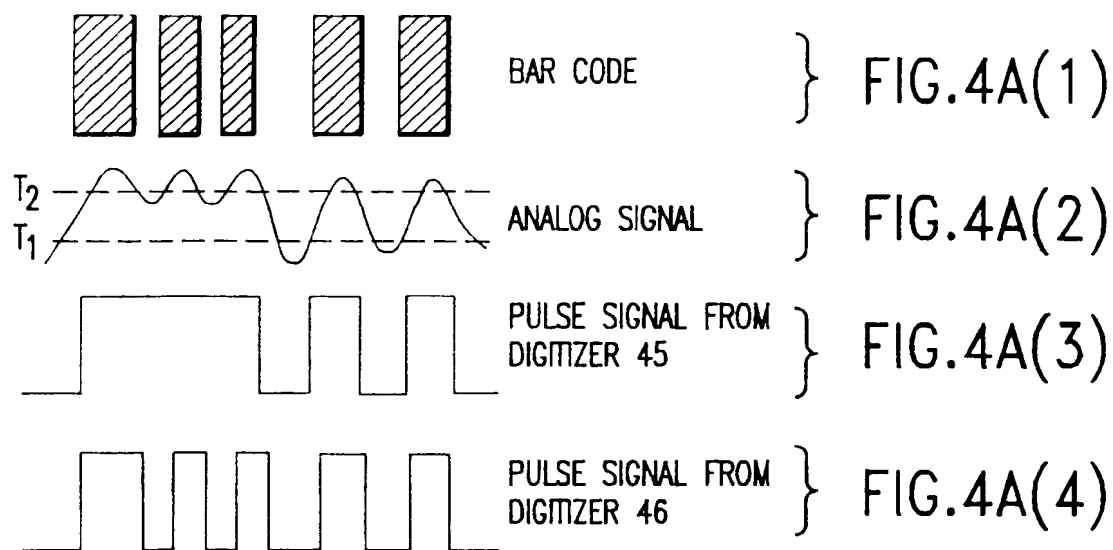 BAR CODE
FIG.4A(1)
T2
T1
ANALOG SIGNAL
FIG.4A(2)
PULSE SIGNAL FROM
DIGITIZER 45
FIG.4A(3)
PULSE SIGNAL FROM
DIGITIZER 46
FIG.4A(4)